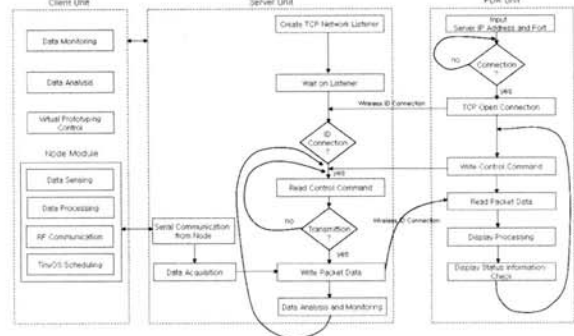 Client Unit
Data Monitoring
Data Analysis
Virtual Prototyping
Control
Node Module
Data Sensing
Data Processing
RF Communication
TinyOS Scheduling
Server Unit
Create TCP Network Listener
Wait on Listener
ID
Connection
?
yes
Read Control Command
no
Transmition
?
yes
Serial Communication
from Node
Data Acquisition
Write Packet Data
Data Analysis and Monitoring
Wireless ID Connection
Wireless ID Connection
PDA Unit
Input
Server IP Address and Port
no
Connection
?
yes
TCP Open Connection
Write Control Command
Read Packet Data
Display Processing
Display Status Information
Check